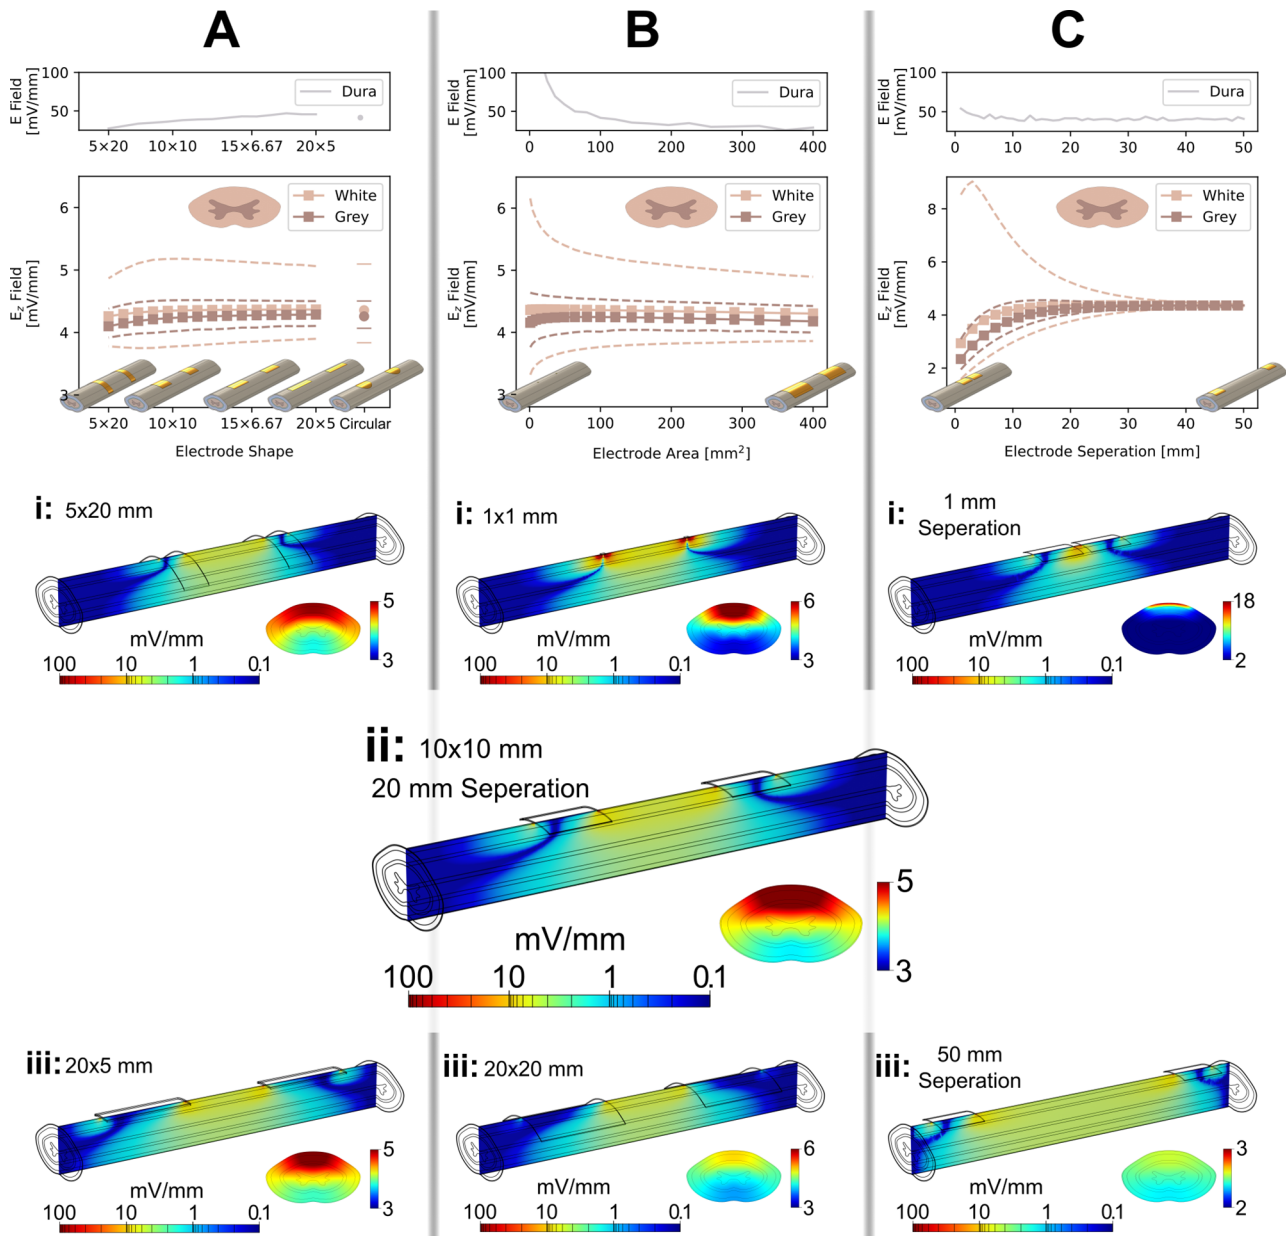 A
B
C
E Field
[mV/mm]
100
50
Dura
5×20
10×10
15×6.67
20×5
E Field
[mV/mm]
100
50
Dura
0
100
200
300
400
E Field
[mV/mm]
100
50
Dura
0
10
20
30
40
50
E_z Field
[mV/mm]
6
5
4
3
White
Grey
5×20
10×10
15×6.67
20×5 Circular
Electrode Shape
E_z Field
[mV/mm]
6
5
4
3
White
Grey
0
100
200
300
400
Electrode Area [mm²]
E_z Field
[mV/mm]
8
6
4
2
White
Grey
0
10
20
30
40
50
Electrode Seperation [mm]
i: 5x20 mm
mV/mm
100
10
1
0.1
5
3
i: 1x1 mm
mV/mm
100
10
1
0.1
6
3
i: 1 mm
Seperation
mV/mm
100
10
1
0.1
18
2
ii: 10x10 mm
20 mm Seperation
mV/mm
100
10
1
0.1
5
3
iii: 20x5 mm
mV/mm
100
10
1
0.1
5
3
iii: 20x20 mm
mV/mm
100
10
1
0.1
6
3
iii: 50 mm
Seperation
mV/mm
100
10
1
0.1
3
2